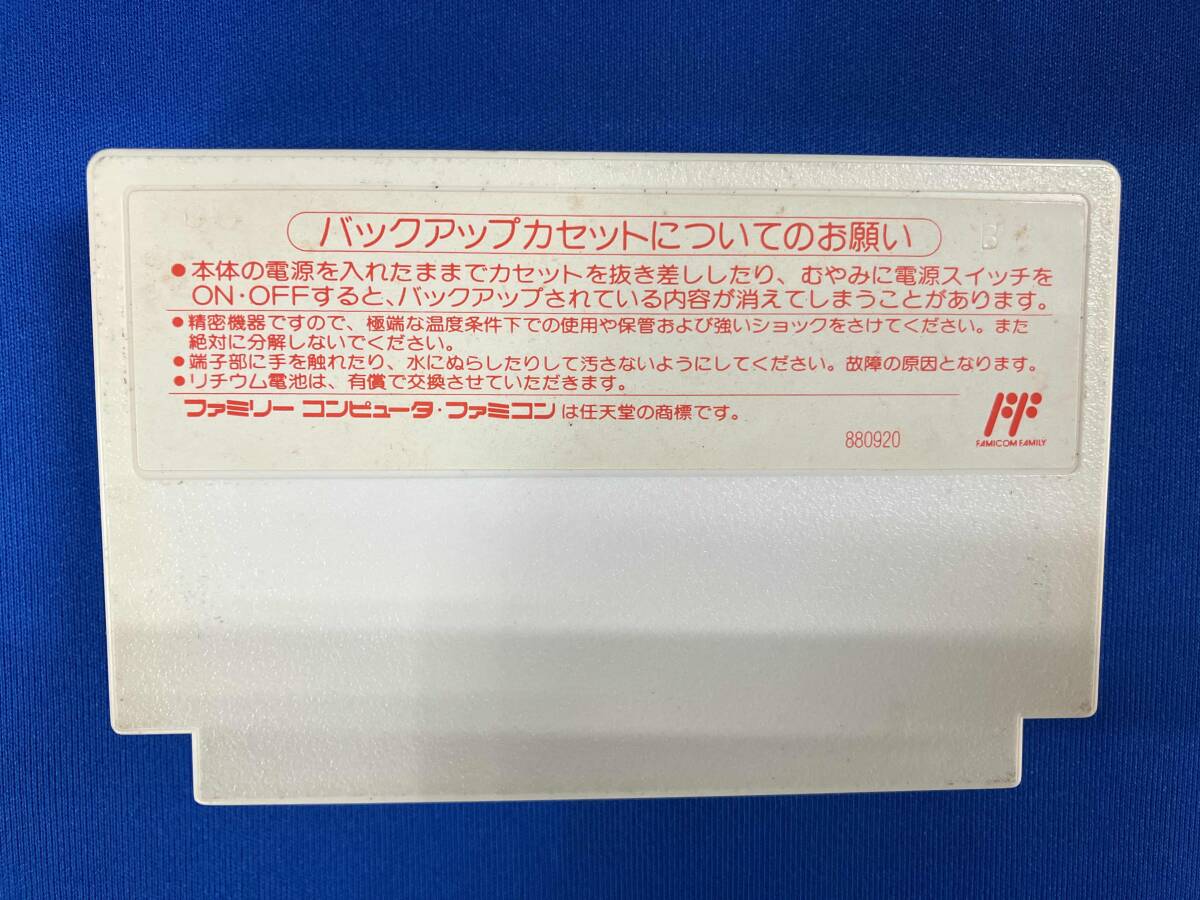 バックアップカセットについてのお願い
●本体の電源を入れたままでカセットを抜き差ししたり、むやみに電源スイッチを
ON・OFFすると、バックアップされている内容が消えてしまうことがあります。
●精密機器ですので、極端な温度条件下での使用や保管および強いショックをさけてください。また
絶対に分解しないでください。
●端子部に手を触れたり、水にぬらしたりして汚さないようにしてください。故障の原因となります。
●リチウム電池は、有償で交換させていただきます。
ファミリー コンピュータ・ファミコン は任天堂の商標です。
880920
FAMICOM FAMILY